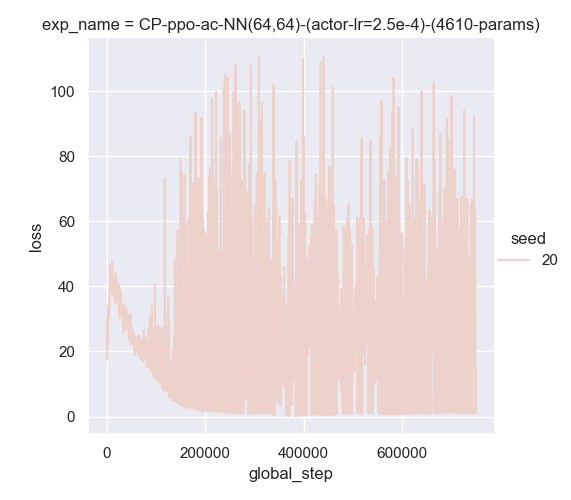 exp_name = CP-ppo-ac-NN(64,64)-(actor-lr=2.5e-4)-(4610-params)
100
80
60
40
20
0
loss
0
200000
400000
600000
global_step
seed
20